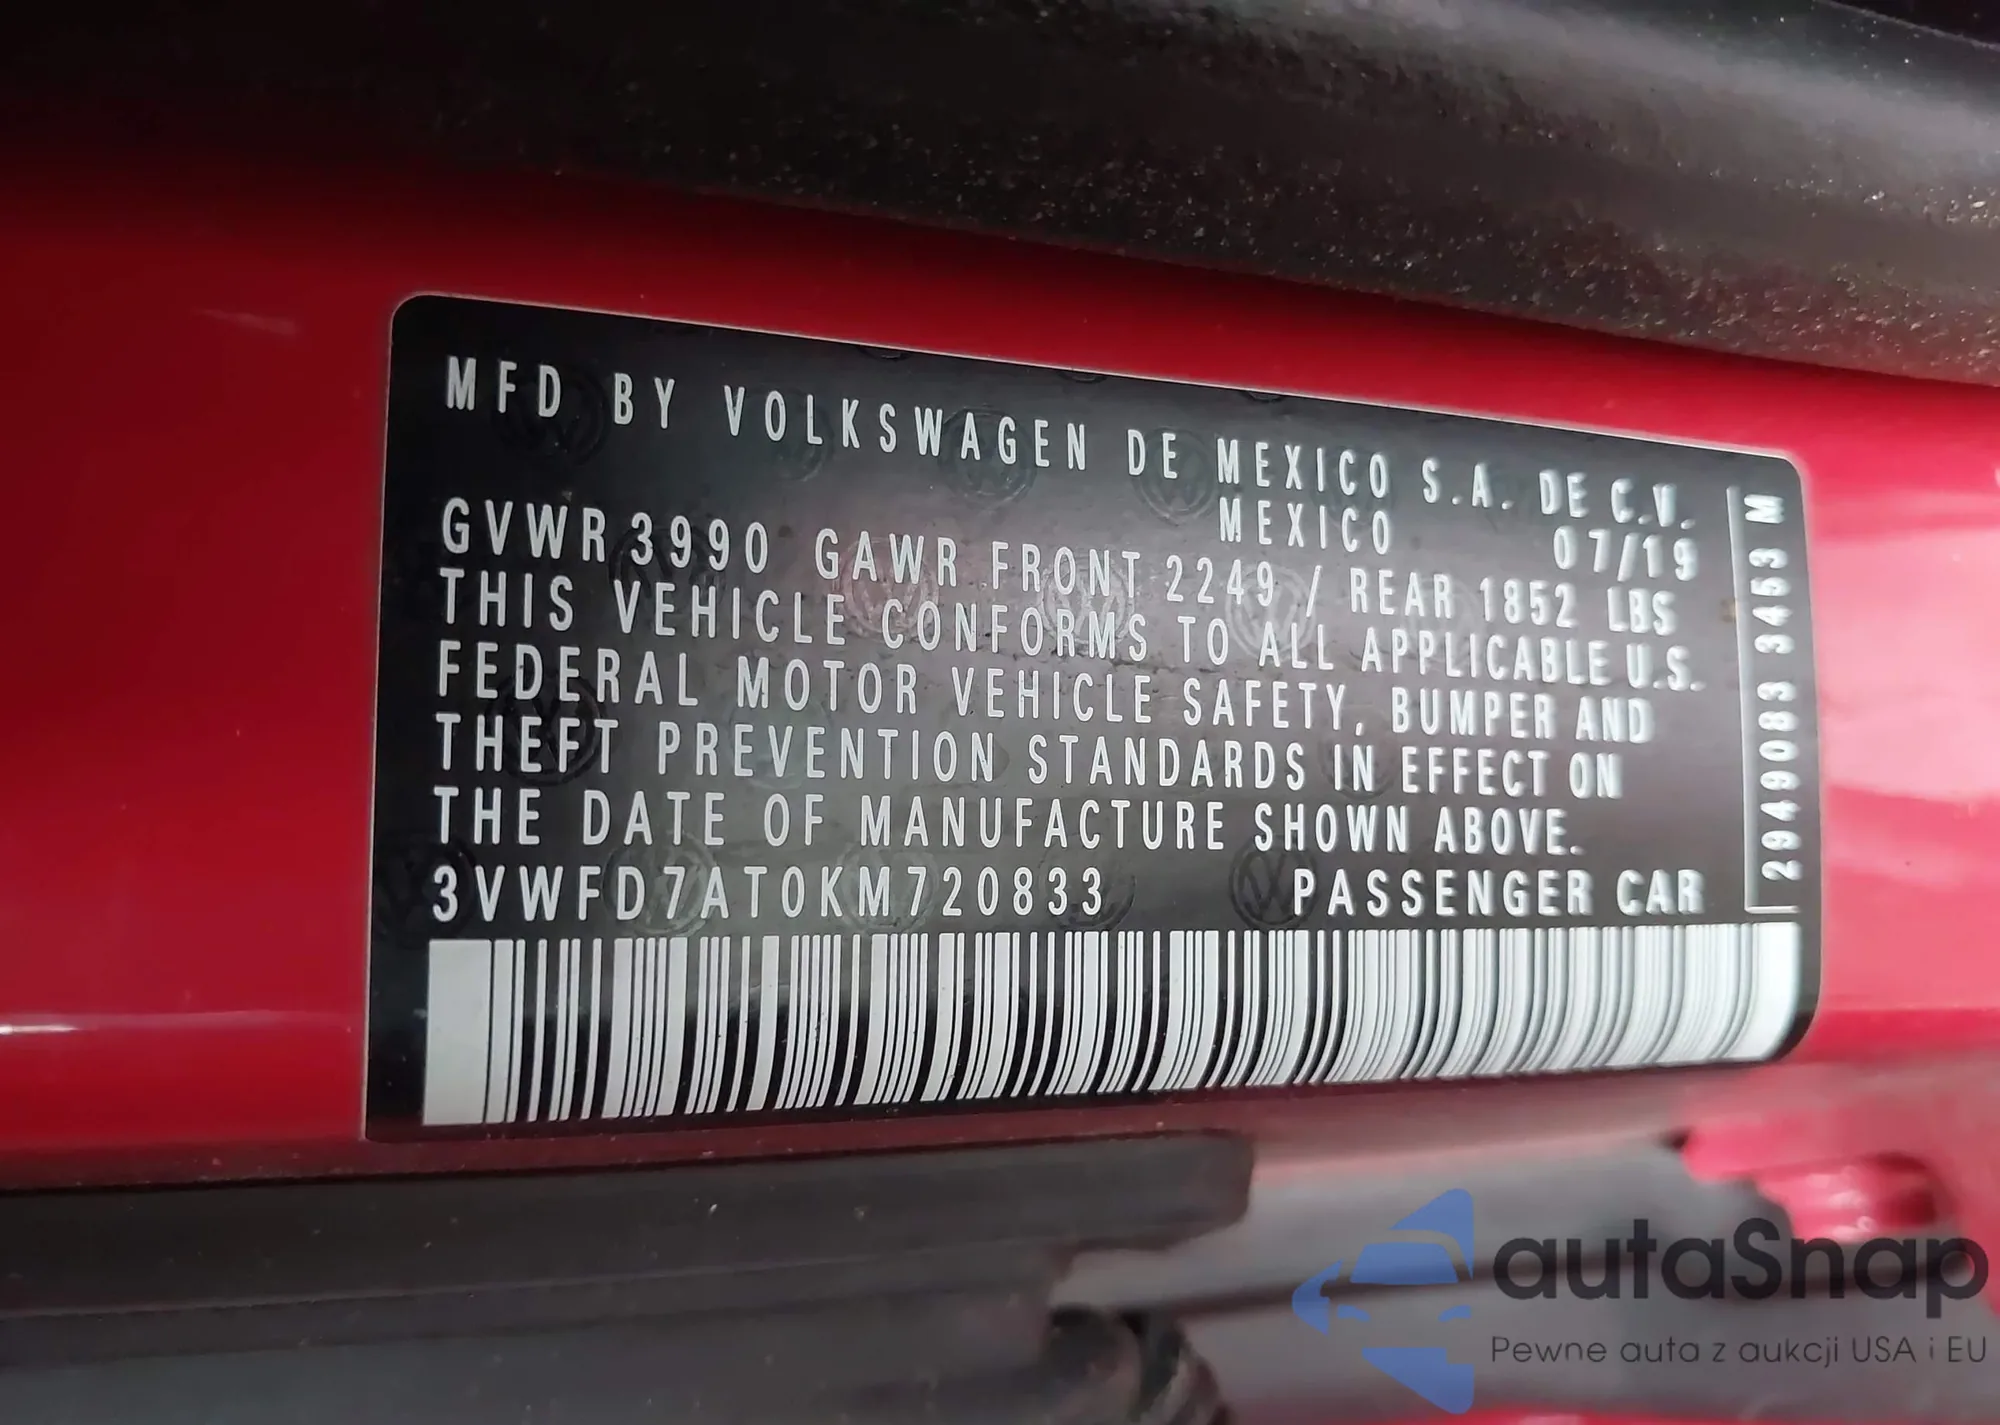 MFD BY VOLKSWAGEN DE MEXICO S.A. DE C.V.
MEXICO 07/19
GVWR 3990 GAWR FRONT 2249 / REAR 1852 LBS
THIS VEHICLE CONFORMS TO ALL APPLICABLE U.S.
FEDERAL MOTOR VEHICLE SAFETY, BUMPER AND
THEFT PREVENTION STANDARDS IN EFFECT ON
THE DATE OF MANUFACTURE SHOWN ABOVE.
3VWFD7AT0KM720833 PASSENGER CAR
2949083 3453 M
autaSnap
Pewne auta z aukcji USA i EU